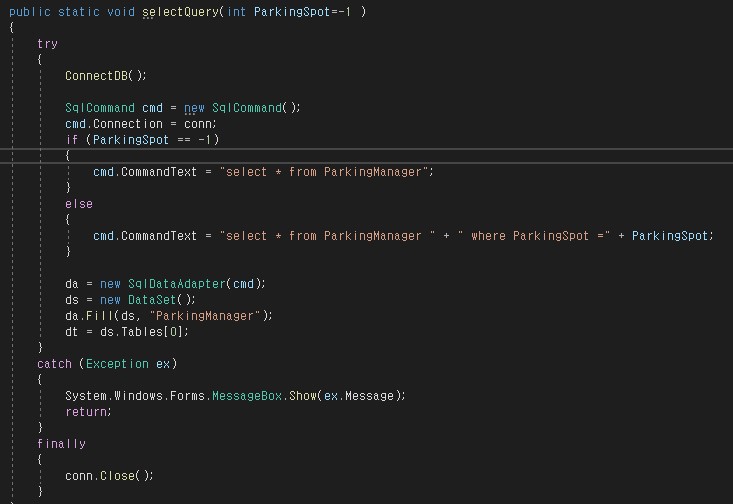 public static void selectQuery(int ParkingSpot=-1 )
{
try
{
ConnectDB();
SqlCommand cmd = new SqlCommand();
cmd.Connection = conn;
if (ParkingSpot == -1)
{
cmd.CommandText = "select * from ParkingManager";
}
else
{
cmd.CommandText = "select * from ParkingManager " + " where ParkingSpot =" + ParkingSpot;
}
da = new SqlDataAdapter(cmd);
ds = new DataSet();
da.Fill(ds, "ParkingManager");
dt = ds.Tables[0];
}
catch (Exception ex)
{
System.Windows.Forms.MessageBox.Show(ex.Message);
return;
}
finally
{
conn.Close();
}